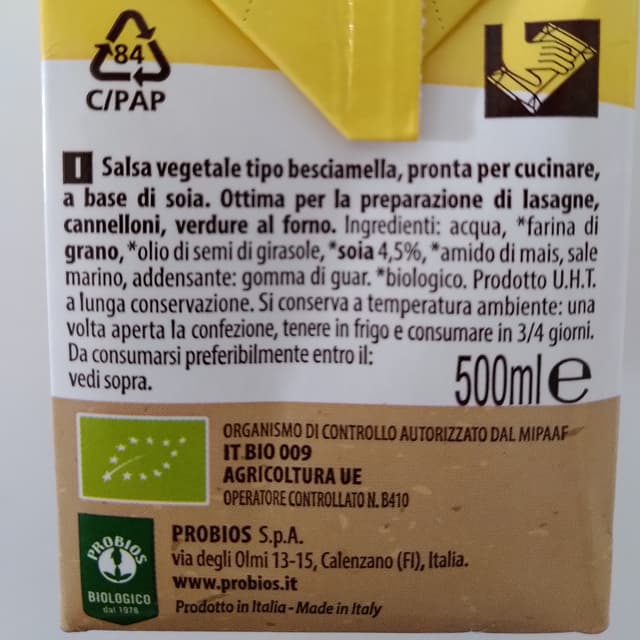 84
C/PAP
I Salsa vegetale tipo besciamella, pronta per cucinare,
a base di soia. Ottima per la preparazione di lasagne,
cannelloni, verdure al forno. Ingredienti: acqua, *farina di
grano, *olio di semi di girasole, *soia 4,5%, *amido di mais, sale
marino, addensante: gomma di guar. *biologico. Prodotto U.H.T.
a lunga conservazione. Si conserva a temperatura ambiente: una
volta aperta la confezione, tenere in frigo e consumare in 3/4 giorni.
Da consumarsi preferibilmente entro il:
vedi sopra.
500ml e
ORGANISMO DI CONTROLLO AUTORIZZATO DAL MIPAAF
IT BIO 009
AGRICOLTURA UE
OPERATORE CONTROLLATO N. B410
PROBIOS
BIOLOGICO
dal 1978
PROBIOS S.p.A.
via degli Olmi 13-15, Calenzano (FI), Italia.
www.probios.it
Prodotto in Italia - Made in Italy